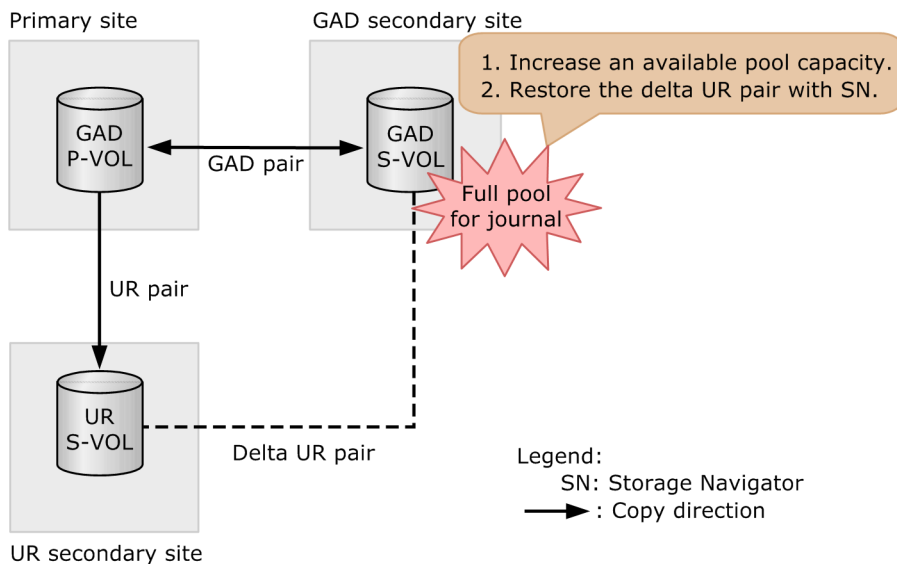 Primary site
GAD secondary site
1. Increase an available pool capacity.
2. Restore the delta UR pair with SN.
GAD
P-VOL
GAD pair
GAD
S-VOL
Full pool
for journal
UR pair
UR
S-VOL
Delta UR pair
Legend:
SN: Storage Navigator
: Copy direction
UR secondary site